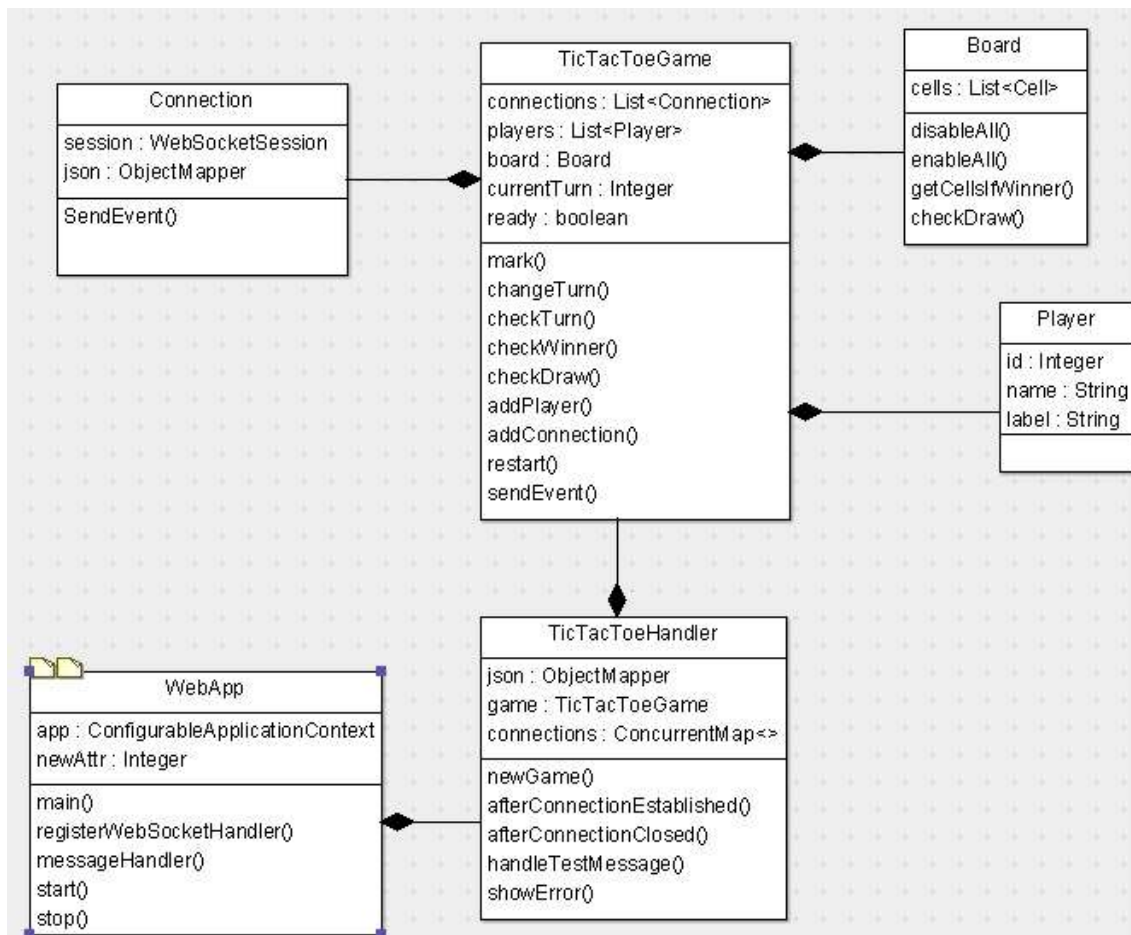 Connection
session : WebSocketSession
json : ObjectMapper
SendEvent()
TicTacToeGame
connections : List<Connection>
players : List<Player>
board : Board
currentTurn : Integer
ready : boolean
mark()
changeTurn()
checkTurn()
checkWinner()
checkDraw()
addPlayer()
addConnection()
restart()
sendEvent()
Board
cells : List<Cell>
disableAll()
enableAll()
getCellsIfWinner()
checkDraw()
Player
id : Integer
name : String
label : String
WebApp
app : ConfigurableApplicationContext
newAttr : Integer
main()
registerWebSocketHandler()
messageHandler()
start()
stop()
TicTacToeHandler
json : ObjectMapper
game : TicTacToeGame
connections : ConcurrentMap<>
newGame()
afterConnectionEstablished()
afterConnectionClosed()
handleTestMessage()
showError()